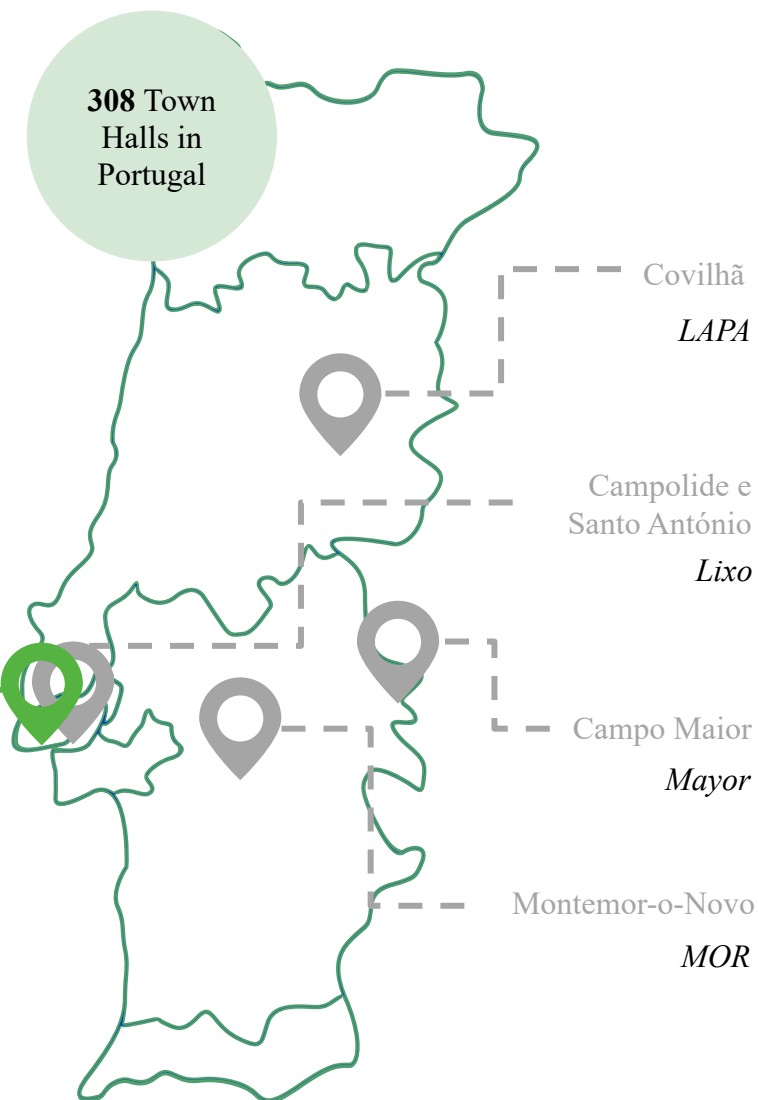 308 Town
Halls in
Portugal
Covilhã
LAPA
Campolide e
Santo António
Lixo
Campo Maior
Mayor
Montemor-o-Novo
MOR